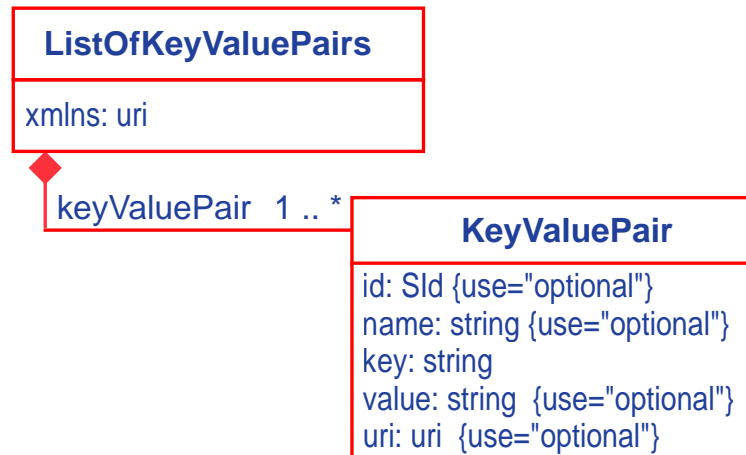 ListOfKeyValuePairs
xmlns: uri
keyValuePair 1 .. *
KeyValuePair
id: SId {use="optional"}
name: string {use="optional"}
key: string
value: string {use="optional"}
uri: uri {use="optional"}